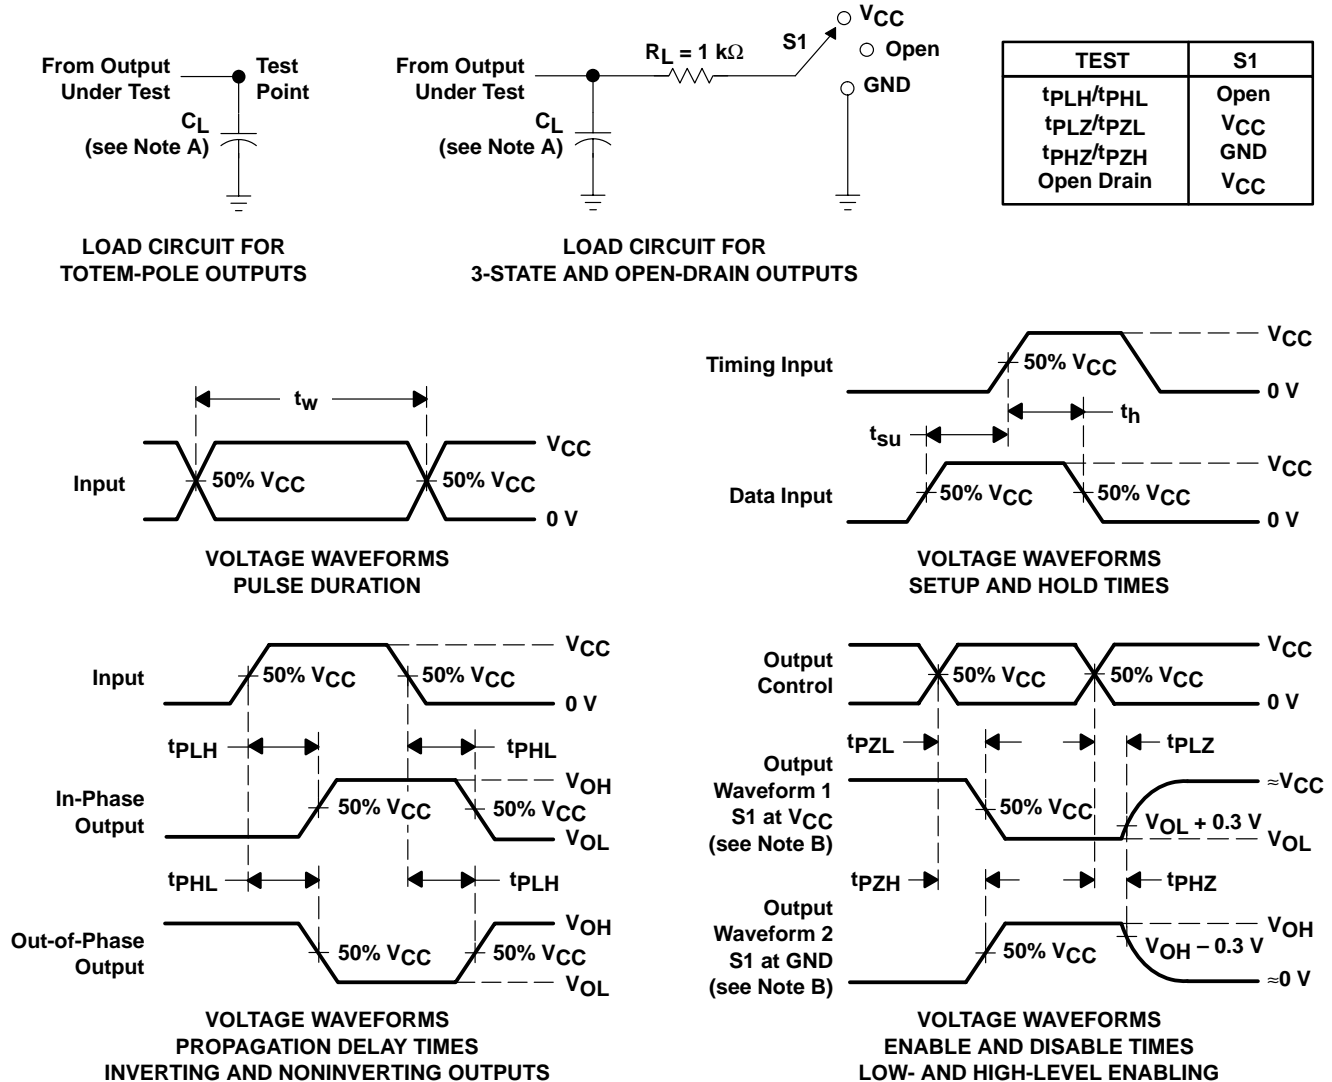 From Output
Under Test
Test
Point
CL
(see Note A)
LOAD CIRCUIT FOR
TOTEM-POLE OUTPUTS
From Output
Under Test
RL = 1 kΩ
S1
VCC
Open
GND
CL
(see Note A)
LOAD CIRCUIT FOR
3-STATE AND OPEN-DRAIN OUTPUTS
TEST S1
tPLH/tPHL Open
tPLZ/tPZL VCC
tPHZ/tPZH GND
Open Drain VCC
tw
Input
50% VCC
50% VCC
VCC
0 V
VOLTAGE WAVEFORMS
PULSE DURATION
Timing Input
50% VCC
VCC
0 V
tsu
th
Data Input
50% VCC
50% VCC
VCC
0 V
VOLTAGE WAVEFORMS
SETUP AND HOLD TIMES
Input
50% VCC
50% VCC
VCC
0 V
tPLH
tPHL
In-Phase
Output
50% VCC
50% VCC
VOH
VOL
tPHL
tPLH
Out-of-Phase
Output
50% VCC
50% VCC
VOH
VOL
VOLTAGE WAVEFORMS
PROPAGATION DELAY TIMES
INVERTING AND NONINVERTING OUTPUTS
Output
Control
50% VCC
50% VCC
VCC
0 V
tPZL
tPLZ
Output
Waveform 1
S1 at VCC
(see Note B)
50% VCC
≈VCC
VOL + 0.3 V
VOL
tPZH
tPHZ
Output
Waveform 2
S1 at GND
(see Note B)
50% VCC
VOH
VOH − 0.3 V
≈0 V
VOLTAGE WAVEFORMS
ENABLE AND DISABLE TIMES
LOW- AND HIGH-LEVEL ENABLING